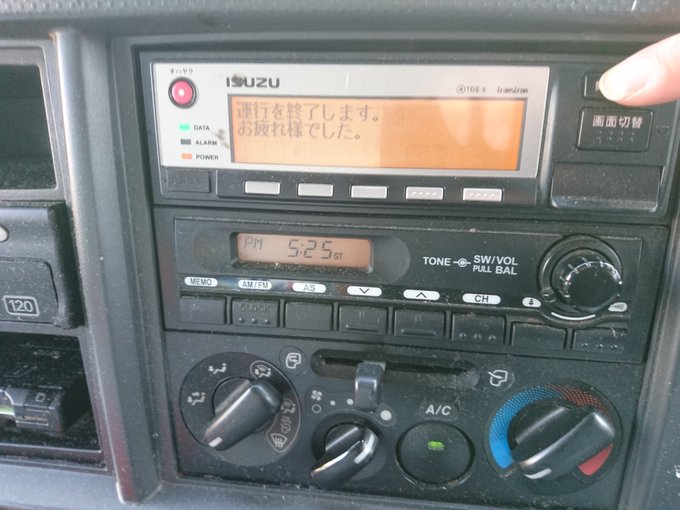 オハヤク
ISUZU
TDS-6 transtron
運行を終了します。
お疲れ様でした。
画面切替
DATA
ALARM
POWER
PM 5:25 ST
TONE SW/VOL
PULL BAL
MEMO AM/FM AS CH
120
A/C